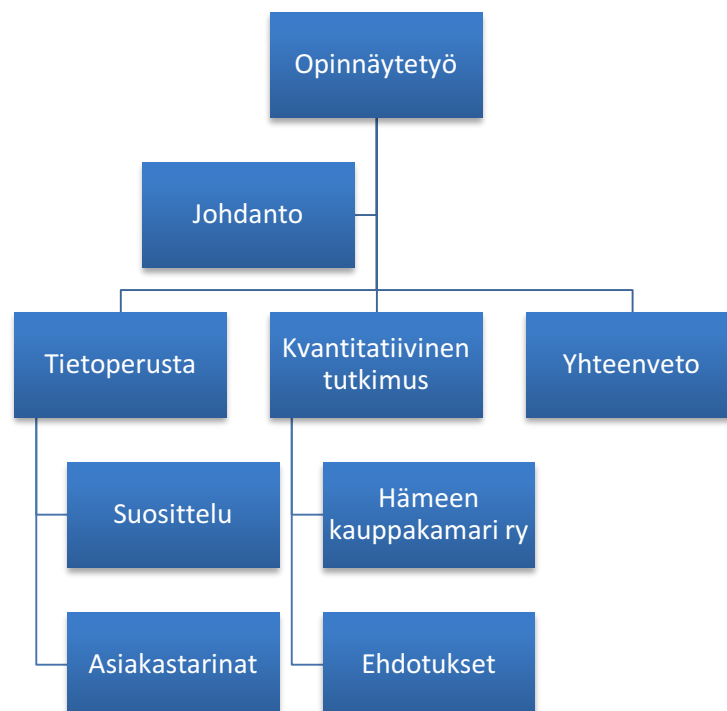 Opinnäytetyö
Johdanto
Tietoperusta
Kvantitatiivinen
tutkimus
Yhteenveto
Suosittelu
Hämeen
kauppakamari ry
Asiakastarinat
Ehdotukset